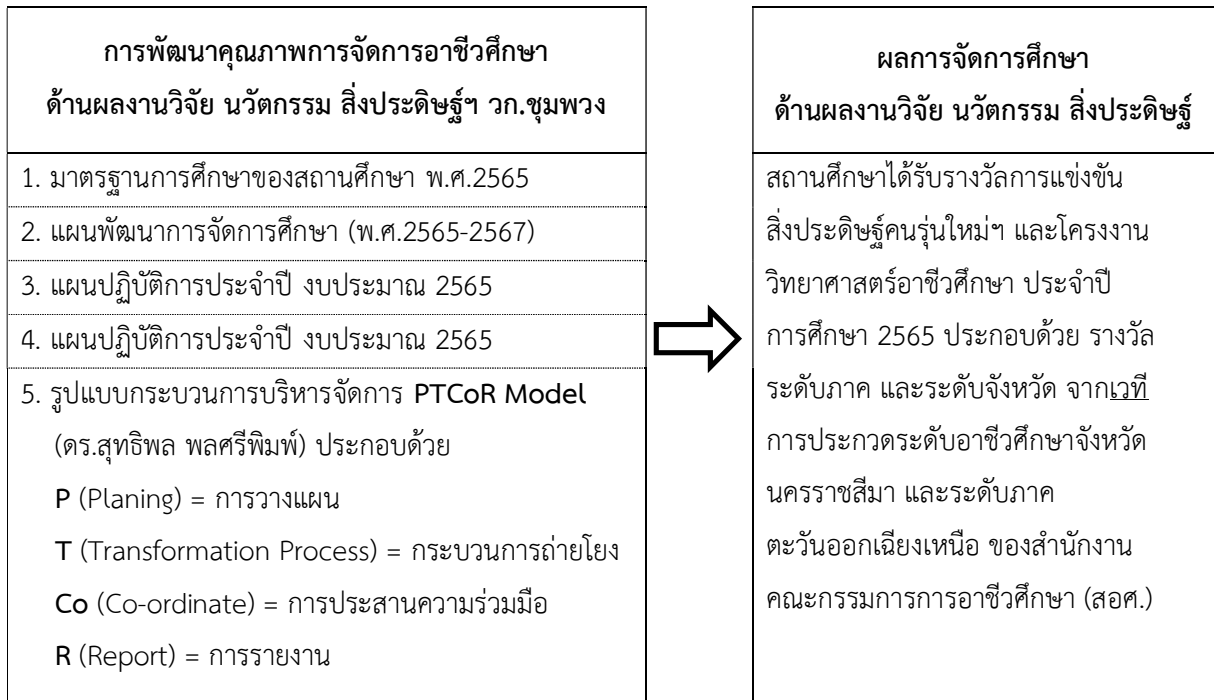 การพัฒนาคุณภาพการจัดการอาชีวศึกษา
ด้านผลงานวิจัย นวัตกรรม สิ่งประดิษฐ์ฯ วก.ชุมพวง
1. มาตรฐานการศึกษาของสถานศึกษา พ.ศ.2565
2. แผนพัฒนาการจัดการศึกษา (พ.ศ.2565-2567)
3. แผนปฏิบัติการประจำปี งบประมาณ 2565
4. แผนปฏิบัติการประจำปี งบประมาณ 2565
5. รูปแบบกระบวนการบริหารจัดการ PTCoR Model
(ดร.สุทธิพล พลศรีพิมพ์) ประกอบด้วย
P (Planing) = การวางแผน
T (Transformation Process) = กระบวนการถ่ายโยง
Co (Co-ordinate) = การประสานความร่วมมือ
R (Report) = การรายงาน
ผลการจัดการศึกษา
ด้านผลงานวิจัย นวัตกรรม สิ่งประดิษฐ์
สถานศึกษาได้รับรางวัลการแข่งขัน
สิ่งประดิษฐ์คนรุ่นใหม่ฯ และโครงงาน
วิทยาศาสตร์อาชีวศึกษา ประจำปี
การศึกษา 2565 ประกอบด้วย รางวัล
ระดับภาค และระดับจังหวัด จากเวที
การประกวดระดับอาชีวศึกษาจังหวัด
นครราชสีมา และระดับภาค
ตะวันออกเฉียงเหนือ ของสำนักงาน
คณะกรรมการการอาชีวศึกษา (สอศ.)